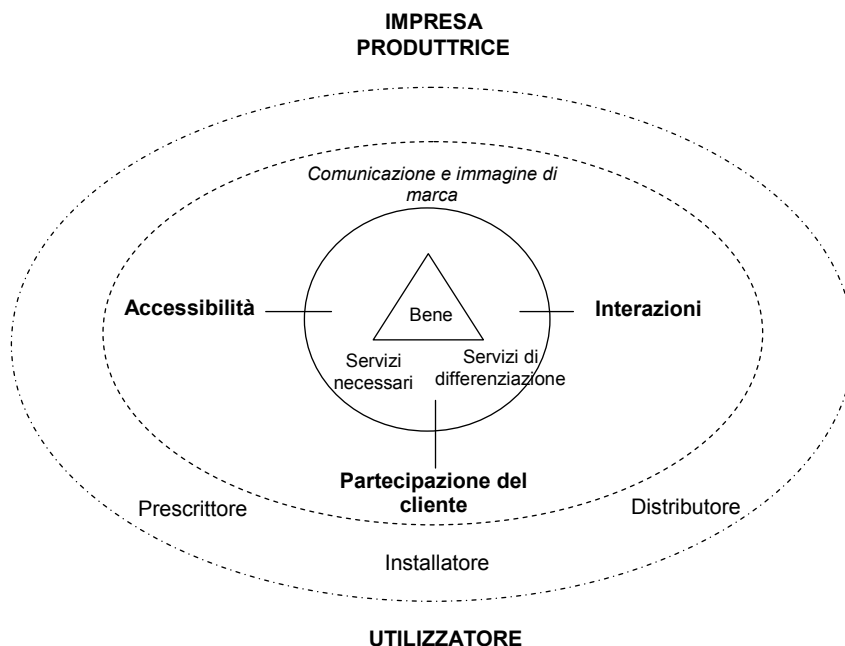 IMPRESA
PRODUTTRICE
Comunicazione e immagine di
marca
Accessibilità
Bene
Interazioni
Servizi
necessari
Servizi di
differenziazione
Partecipazione del
cliente
Prescrittore
Distributore
Installatore
UTILIZZATORE